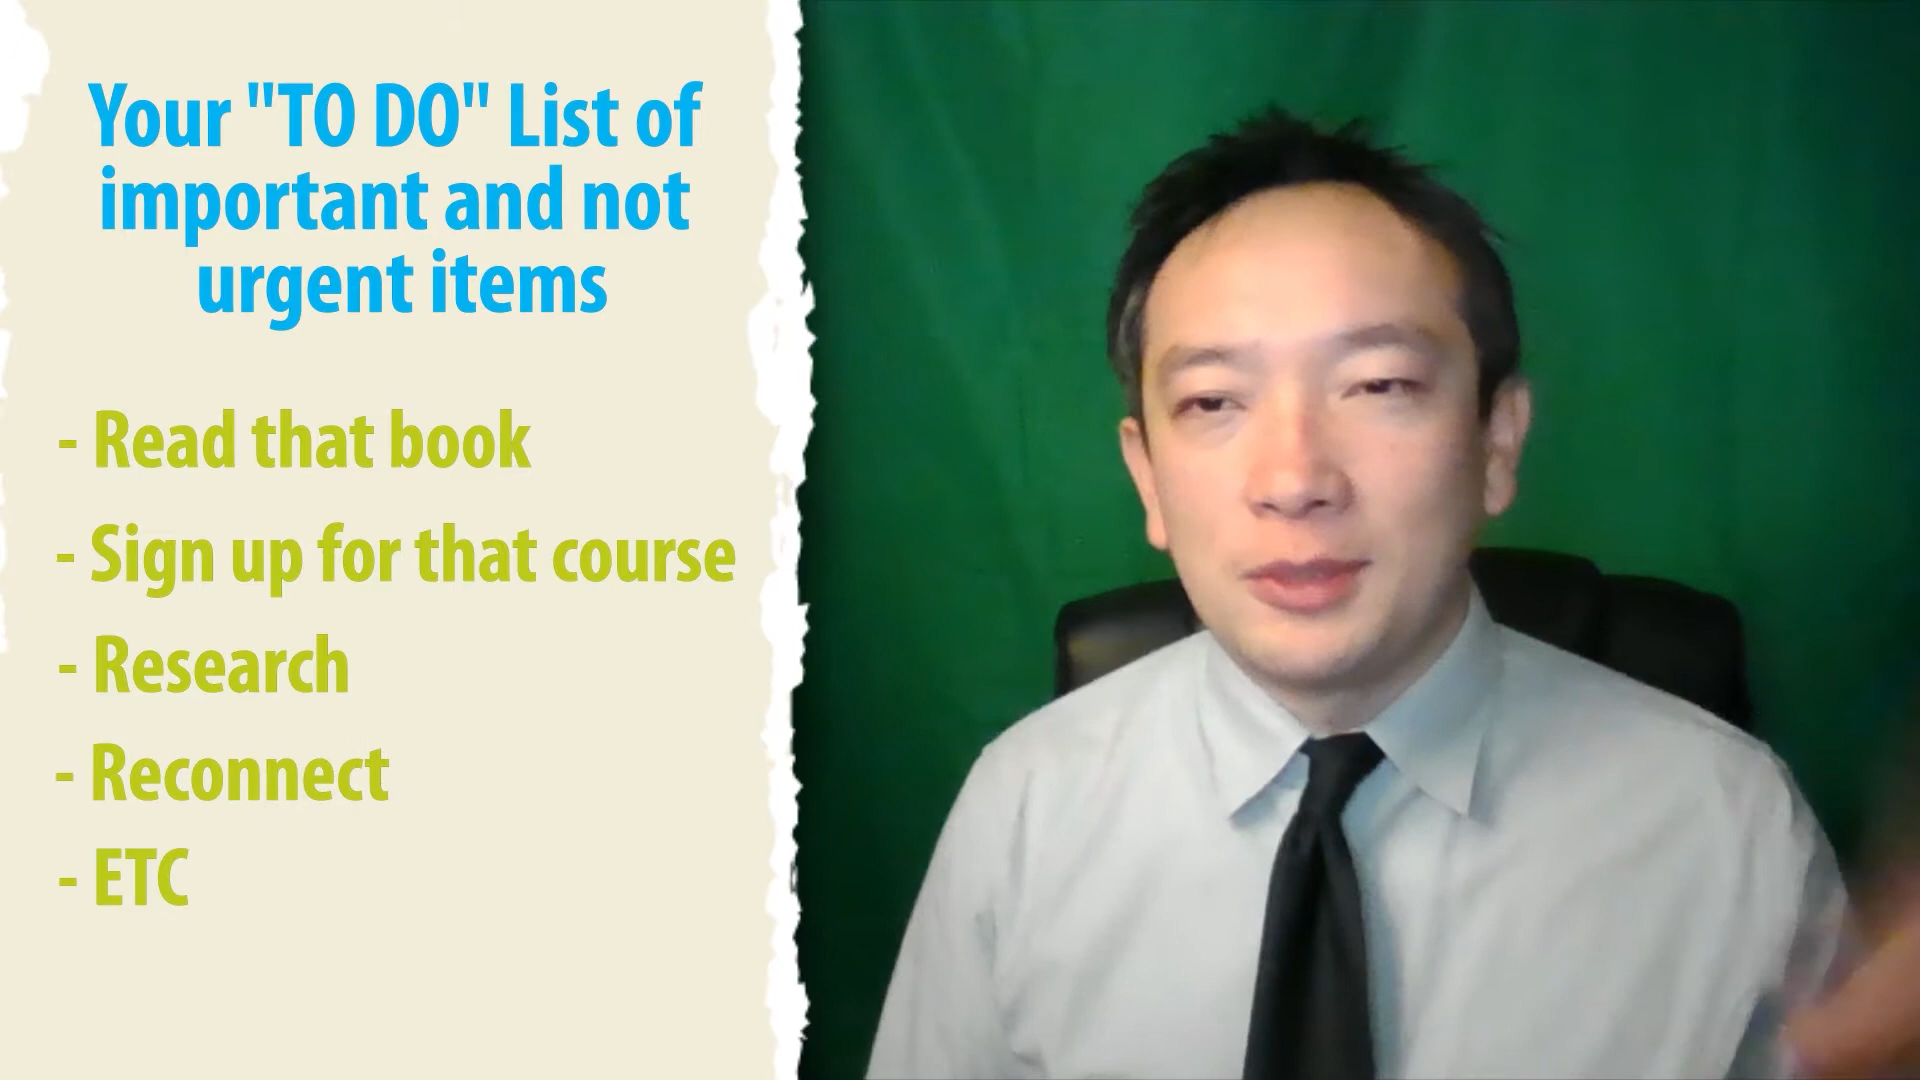 Your "TO DO" List of
important and not
urgent items
- Read that book
- Sign up for that course
- Research
- Reconnect
- ETC